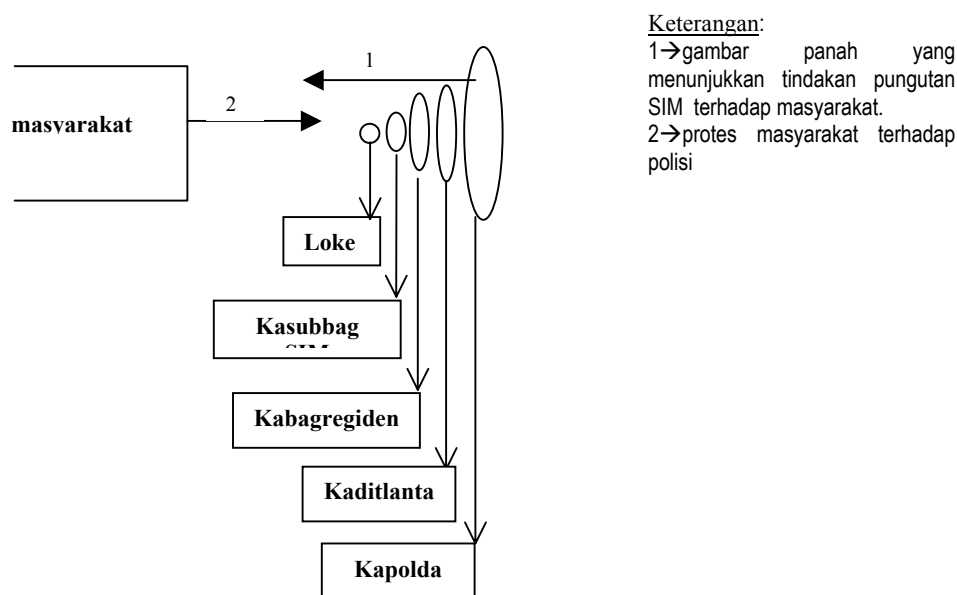 Keterangan:
1→gambar panah yang
menunjukkan tindakan pungutan
SIM terhadap masyarakat.
2→protes masyarakat terhadap
polisi
1
2
masyarakat
Loke
Kasubbag
Kabagregiden
Kaditlanta
Kapolda